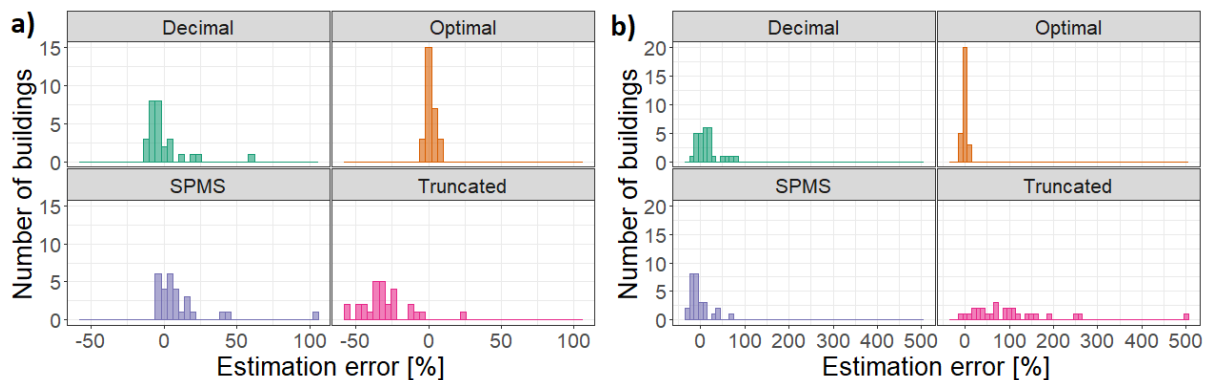 a)
Number of buildings
Decimal
Optimal
15
10
5
0
SPMS
Truncated
15
10
5
0
-50 0 50 100 -50 0 50 100
Estimation error [%]
b)
Number of buildings
Decimal
Optimal
20
15
10
5
0
SPMS
Truncated
20
15
10
5
0
0 100 200 300 400 500 0 100 200 300 400 500
Estimation error [%]